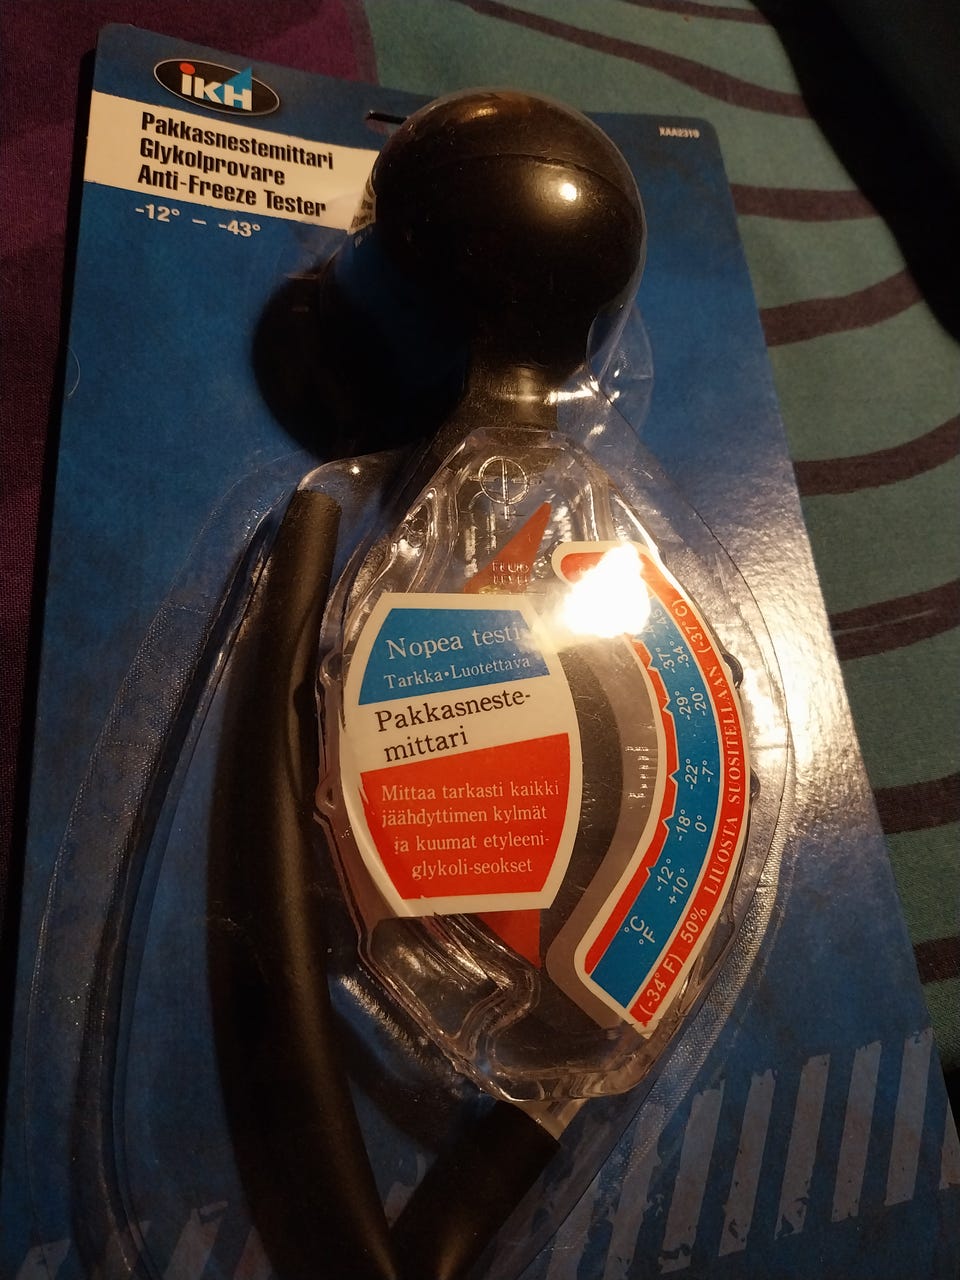 iKH
XAA2319
Pakkasnestemittari
Glykolprovare
Anti-Freeze Tester
-12° – -43°
Nopea testi
Tarkka•Luotettava
Pakkasneste-
mittari
Mittaa tarkasti kaikki
jäähdyttimen kylmät
ja kuumat etyleeni-
glykoli-seokset
-37° -34°
-29° -20°
-22° -7°
-18° 0°
-12° +10°
°C °F
(-34°F) 50% LIUOSTA SUOSITELLAAN (-37°C)